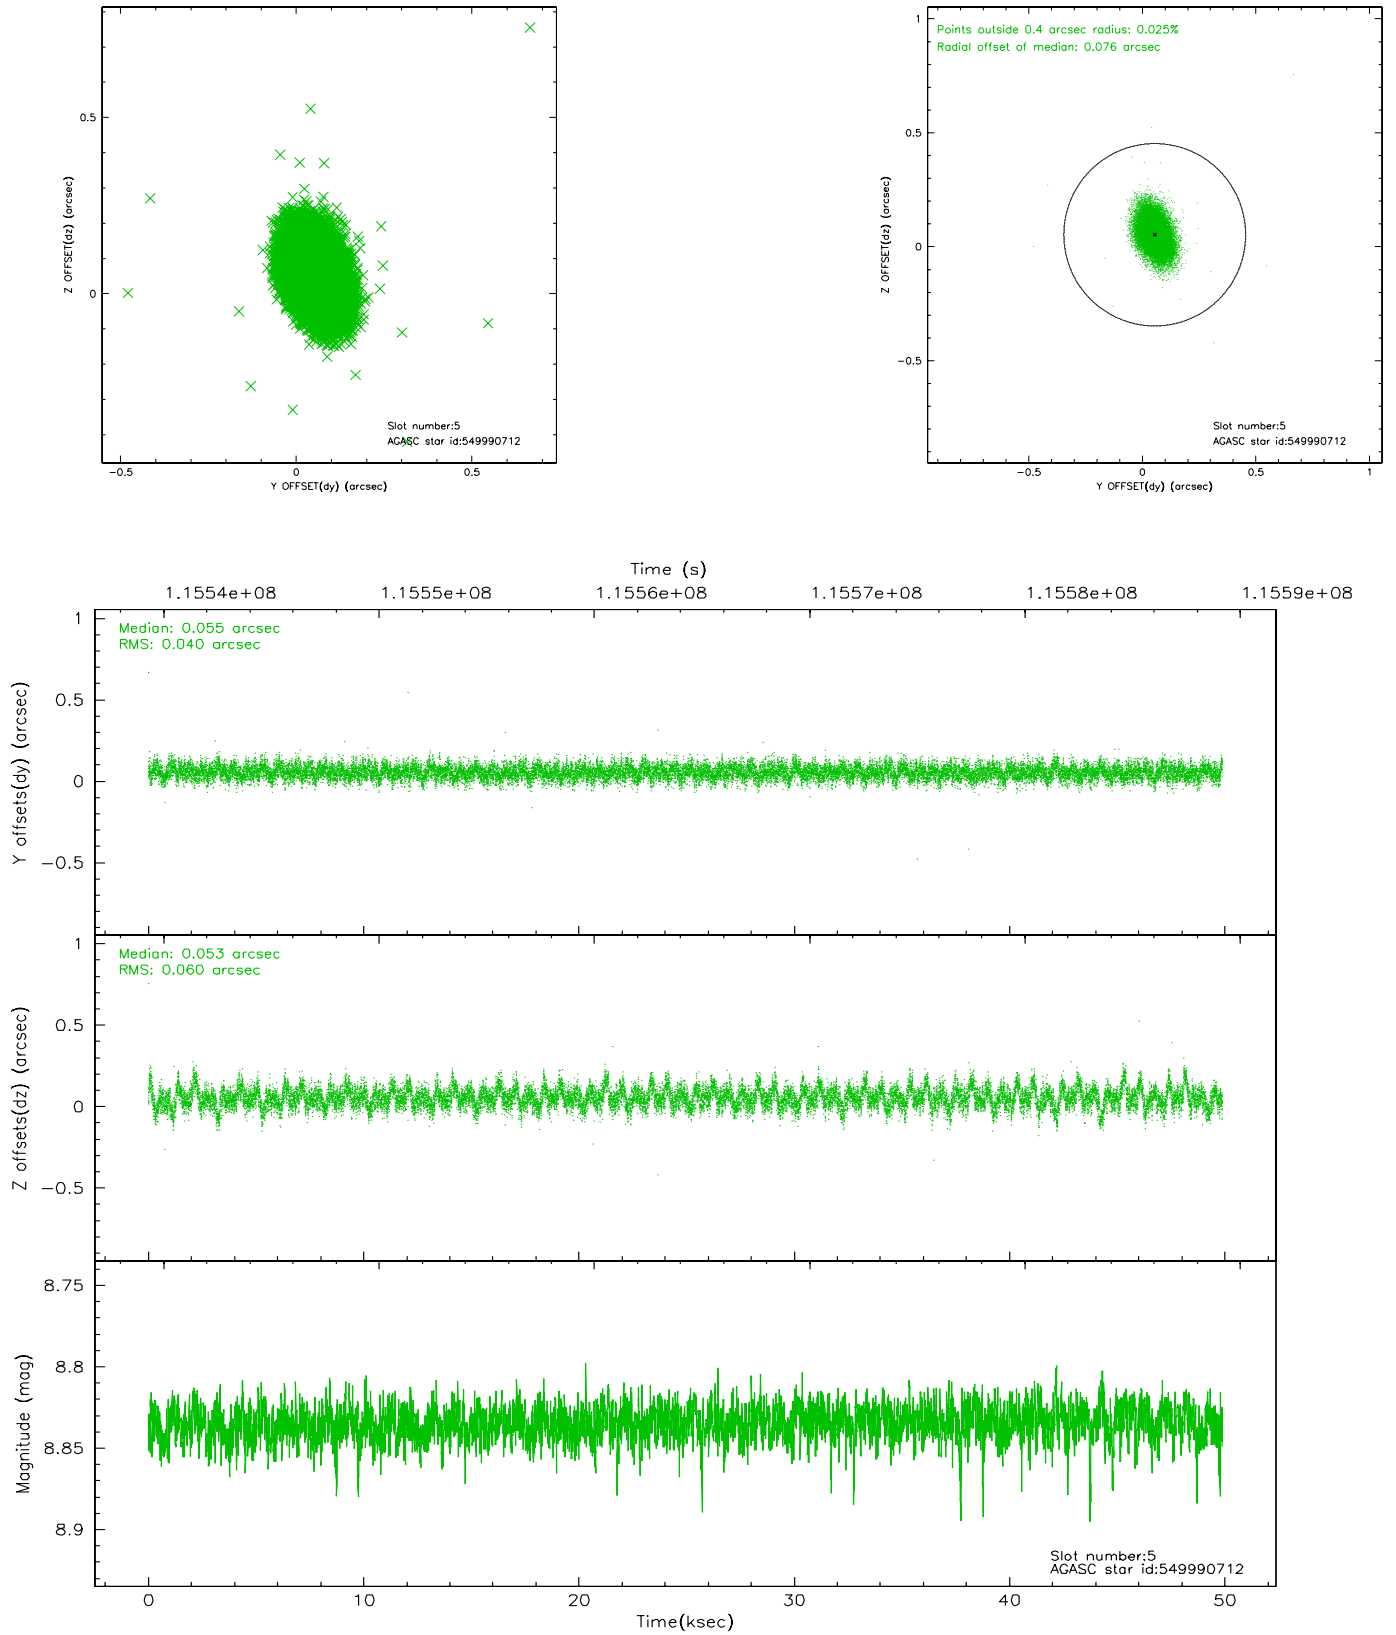 0.5
0
Z OFFSET(dz) (arcsec)
Slot number:5
AGASC star id:549990712
-0.5 0 0.5
Y OFFSET(dy) (arcsec)
Points outside 0.4 arcsec radius: 0.025%
Radial offset of median: 0.076 arcsec
1
0.5
0
-0.5
Z OFFSET(dz) (arcsec)
Slot number:5
AGASC star id:549990712
-0.5 0 0.5 1
Y OFFSET(dy) (arcsec)
Time (s)
1.1554e+08 1.1555e+08 1.1556e+08 1.1557e+08 1.1558e+08 1.1559e+08
Median: 0.055 arcsec
RMS: 0.040 arcsec
1
0.5
0
-0.5
Y offsets(dy) (arcsec)
Median: 0.053 arcsec
RMS: 0.060 arcsec
1
0.5
0
-0.5
Z offsets(dz) (arcsec)
8.75
8.8
8.85
8.9
Magnitude (mag)
Slot number:5
AGASC star id:549990712
0 10 20 30 40 50
Time(ksec)